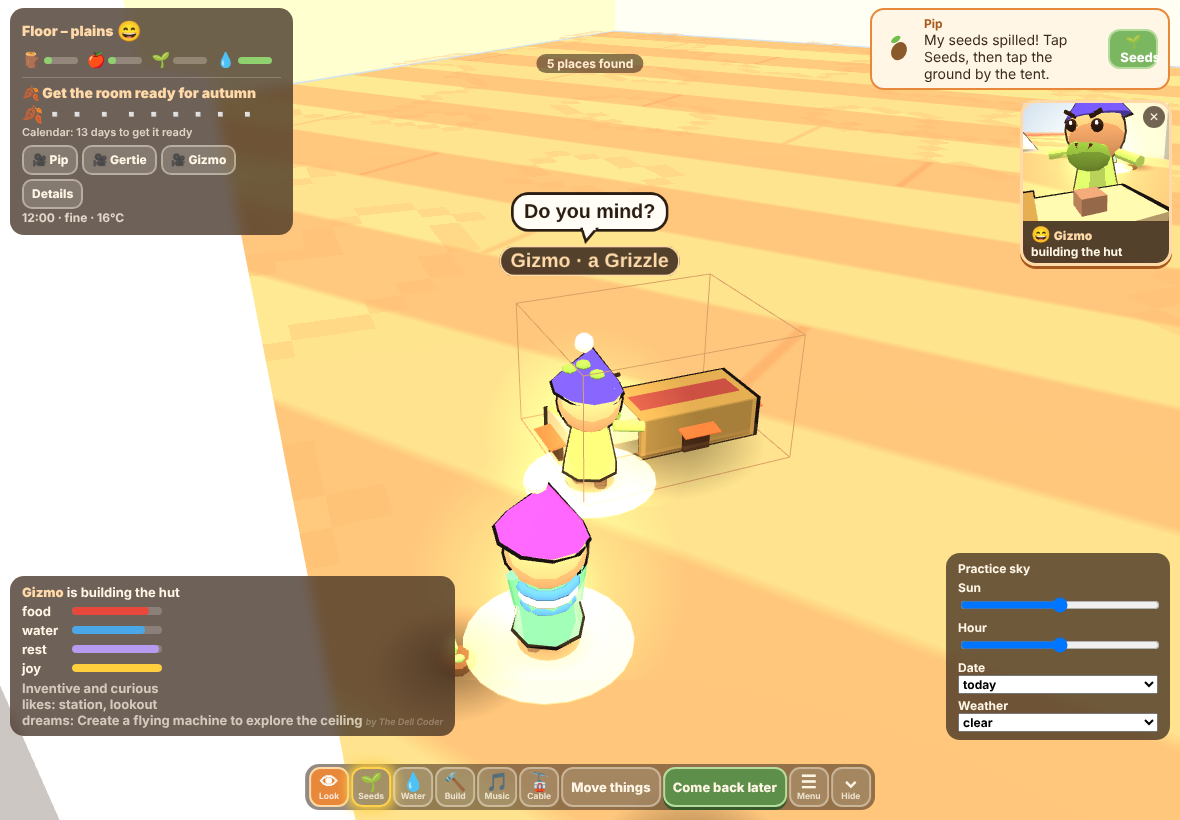 Floor – plains
Get the room ready for autumn
Calendar: 13 days to get it ready
Pip
Gertie
Gizmo
Details
12:00 · fine · 16°C
5 places found
Pip
My seeds spilled! Tap
Seeds, then tap the
ground by the tent.
Seeds
Gizmo
building the hut
Do you mind?
Gizmo · a Grizzle
Gizmo is building the hut
food
water
rest
joy
Inventive and curious
likes: station, lookout
dreams: Create a flying machine to explore the ceiling by The Dell Coder
Practice sky
Sun
Hour
Date
today
Weather
clear
Look
Seeds
Water
Build
Music
Cable
Move things
Come back later
Menu
Hide